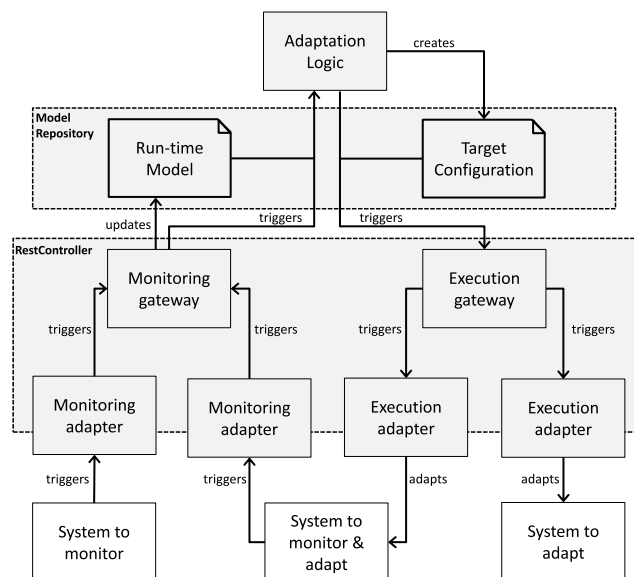 Adaptation
Logic
creates
Model
Repository
Run-time
Model
Target
Configuration
updates
triggers
triggers
RestController
Monitoring
gateway
Execution
gateway
triggers
triggers
triggers
triggers
Monitoring
adapter
Monitoring
adapter
Execution
adapter
Execution
adapter
triggers
triggers
adapts
adapts
System to
monitor
System to
monitor &
adapt
System to
adapt